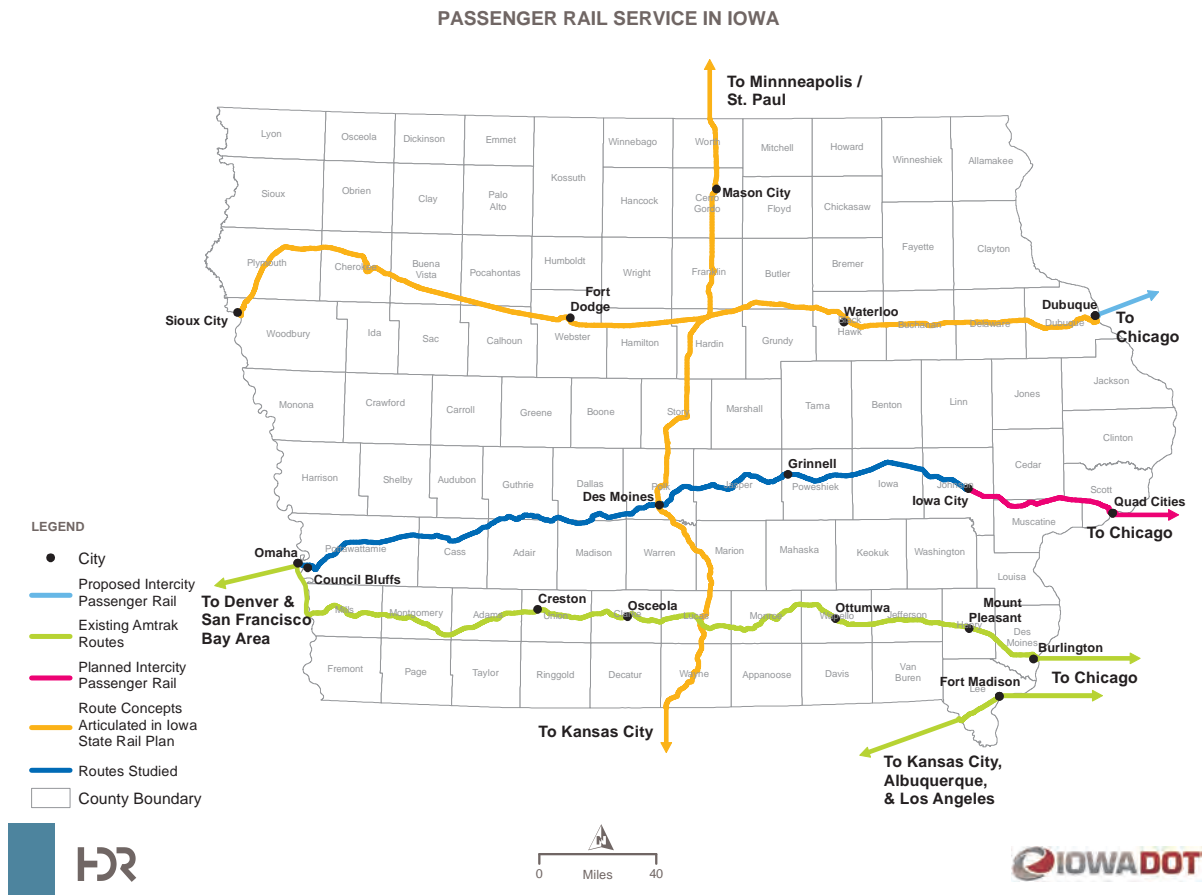 PASSENGER RAIL SERVICE IN IOWA
To Minnneapolis /
St. Paul
Lyon
Osceola
Dickinson
Emmet
Winnebago
Worth
Mitchell
Howard
Winneshiek
Allamakee
Kossuth
Sioux
Obrien
Clay
Palo
Alto
Hancock
Cerro
Gordo
Mason City
Floyd
Chickasaw
Fayette
Clayton
Plymouth
Cherokee
Buena
Vista
Pocahontas
Humboldt
Wright
Franklin
Butler
Bremer
Fort
Dodge
Sioux City
Waterloo
Dubuque
To
Chicago
Woodbury
Ida
Sac
Calhoun
Webster
Hamilton
Hardin
Grundy
Black
Hawk
Buchanan
Delaware
Dubuque
Jackson
Monona
Crawford
Carroll
Greene
Boone
Story
Marshall
Tama
Benton
Linn
Jones
Clinton
Cedar
Harrison
Shelby
Audubon
Guthrie
Dallas
Polk
Jasper
Grinnell
Poweshiek
Iowa
Johnson
Scott
Des Moines
Iowa City
Quad Cities
To Chicago
Muscatine
Omaha
Council Bluffs
Pottawattamie
Cass
Adair
Madison
Warren
Marion
Mahaska
Keokuk
Washington
Louisa
To Denver &
San Francisco
Bay Area
Mills
Montgomery
Adams
Creston
Union
Osceola
Clarke
Lucas
Monroe
Ottumwa
Wapello
Jefferson
Mount
Pleasant
Henry
Des
Moines
Burlington
To Chicago
Fremont
Page
Taylor
Ringgold
Decatur
Wayne
Appanoose
Davis
Van
Buren
Fort Madison
Lee
To Kansas City
To Kansas City,
Albuquerque,
& Los Angeles
LEGEND
City
Proposed Intercity
Passenger Rail
Existing Amtrak
Routes
Planned Intercity
Passenger Rail
Route Concepts
Articulated in Iowa
State Rail Plan
Routes Studied
County Boundary
HDR
N
0 Miles 40
IOWADOT